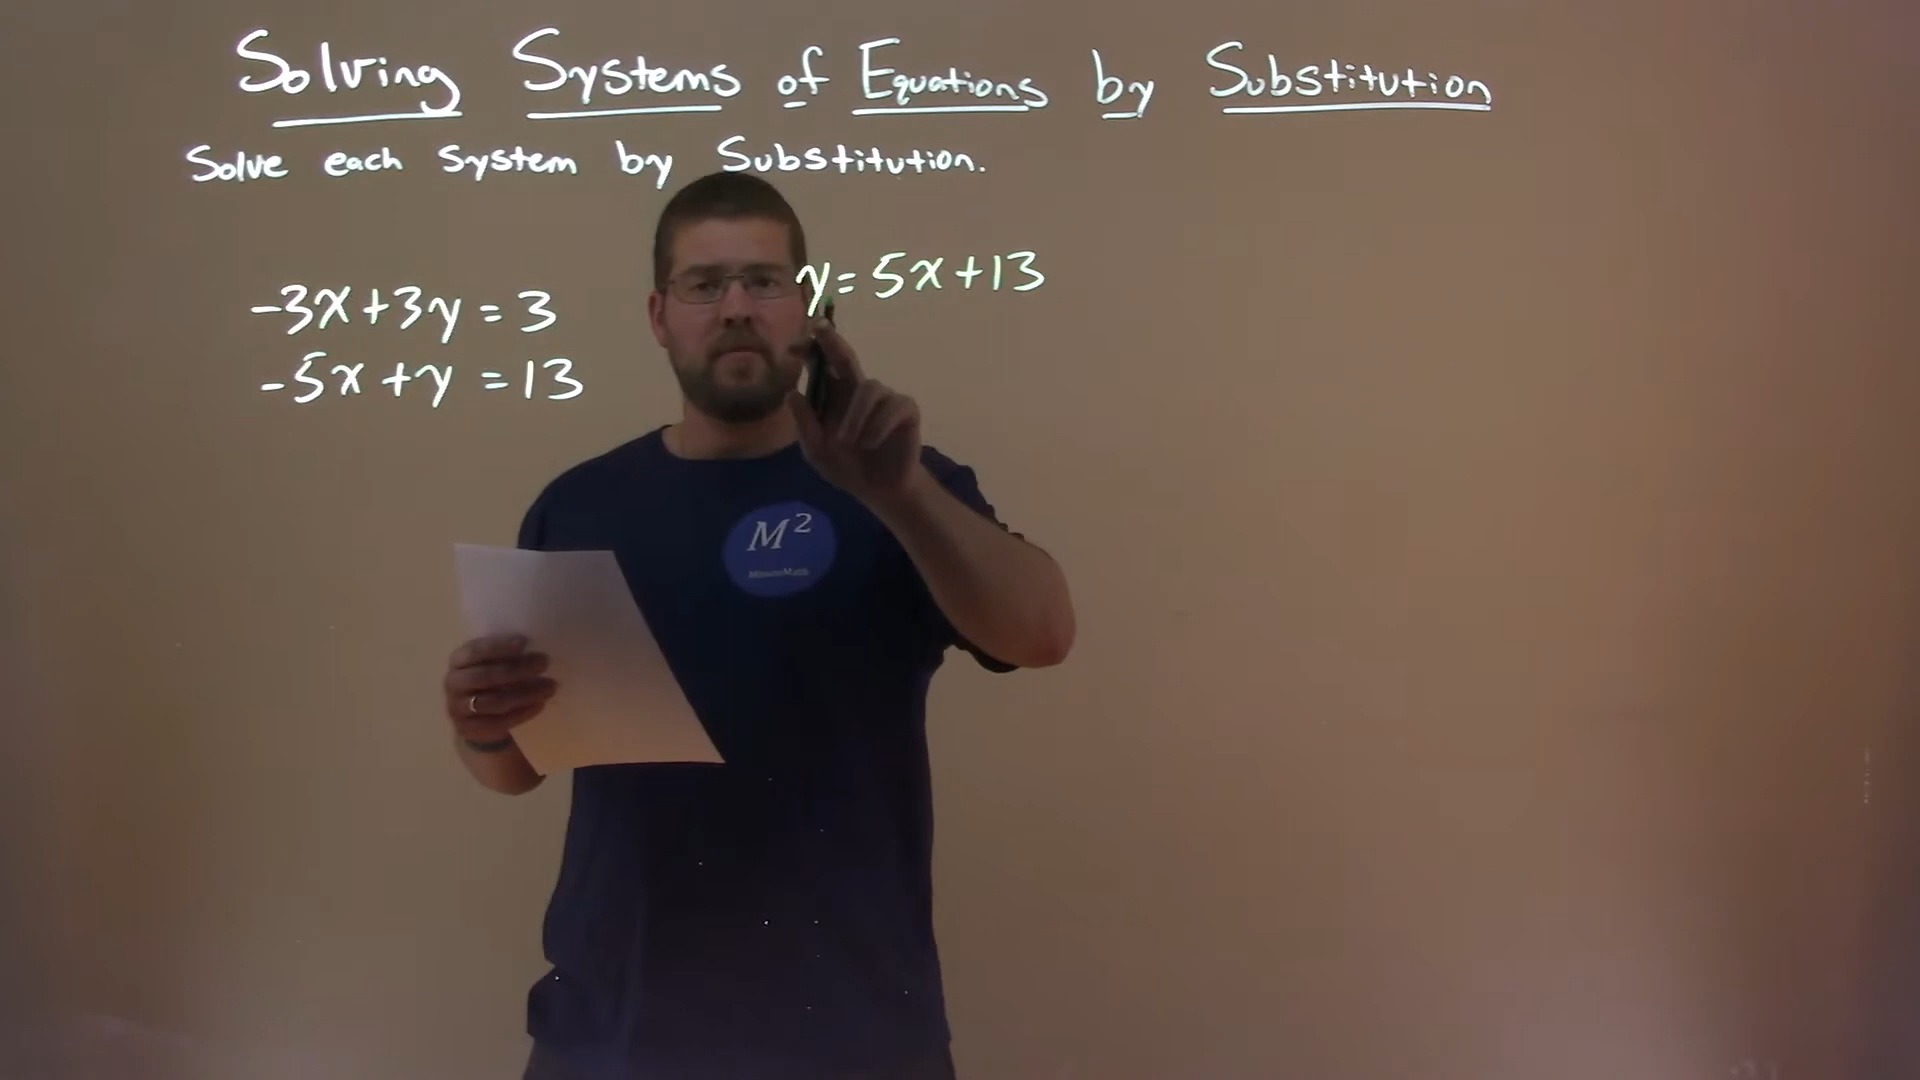 Solving Systems of Equations by Substitution
Solve each System by Substitution.
-3x+3y=3
-5x+y=13
y=5x+13
M²
MinuteMath